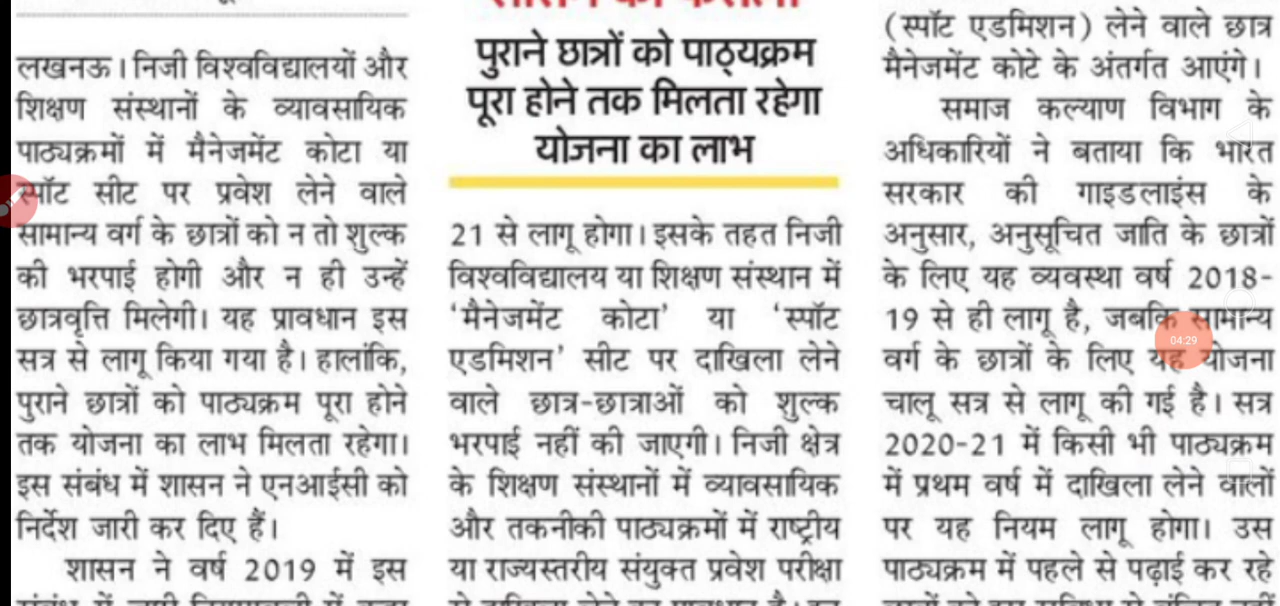 लखनऊ। निजी विश्वविद्यालयों और
शिक्षण संस्थानों के व्यावसायिक
पाठ्यक्रमों में मैनेजमेंट कोटा या
स्पॉट सीट पर प्रवेश लेने वाले
सामान्य वर्ग के छात्रों को न तो शुल्क
की भरपाई होगी और न ही उन्हें
छात्रवृत्ति मिलेगी। यह प्रावधान इस
सत्र से लागू किया गया है। हालांकि,
पुराने छात्रों को पाठ्यक्रम पूरा होने
तक योजना का लाभ मिलता रहेगा।
इस संबंध में शासन ने एनआईसी को
निर्देश जारी कर दिए हैं।
शासन ने वर्ष 2019 में इस
पुराने छात्रों को पाठ्यक्रम
पूरा होने तक मिलता रहेगा
योजना का लाभ
21 से लागू होगा। इसके तहत निजी
विश्वविद्यालय या शिक्षण संस्थान में
‘मैनेजमेंट कोटा’ या ‘स्पॉट
एडमिशन’ सीट पर दाखिला लेने
वाले छात्र-छात्राओं को शुल्क
भरपाई नहीं की जाएगी। निजी क्षेत्र
के शिक्षण संस्थानों में व्यावसायिक
और तकनीकी पाठ्यक्रमों में राष्ट्रीय
या राज्यस्तरीय संयुक्त प्रवेश परीक्षा
(स्पॉट एडमिशन) लेने वाले छात्र
मैनेजमेंट कोटे के अंतर्गत आएंगे।
समाज कल्याण विभाग के
अधिकारियों ने बताया कि भारत
सरकार की गाइडलाइंस के
अनुसार, अनुसूचित जाति के छात्रों
के लिए यह व्यवस्था वर्ष 2018-
19 से ही लागू है, जबकि सामान्य
वर्ग के छात्रों के लिए यह योजना
चालू सत्र से लागू की गई है। सत्र
2020-21 में किसी भी पाठ्यक्रम
में प्रथम वर्ष में दाखिला लेने वालों
पर यह नियम लागू होगा। उस
पाठ्यक्रम में पहले से पढ़ाई कर रहे
04:29